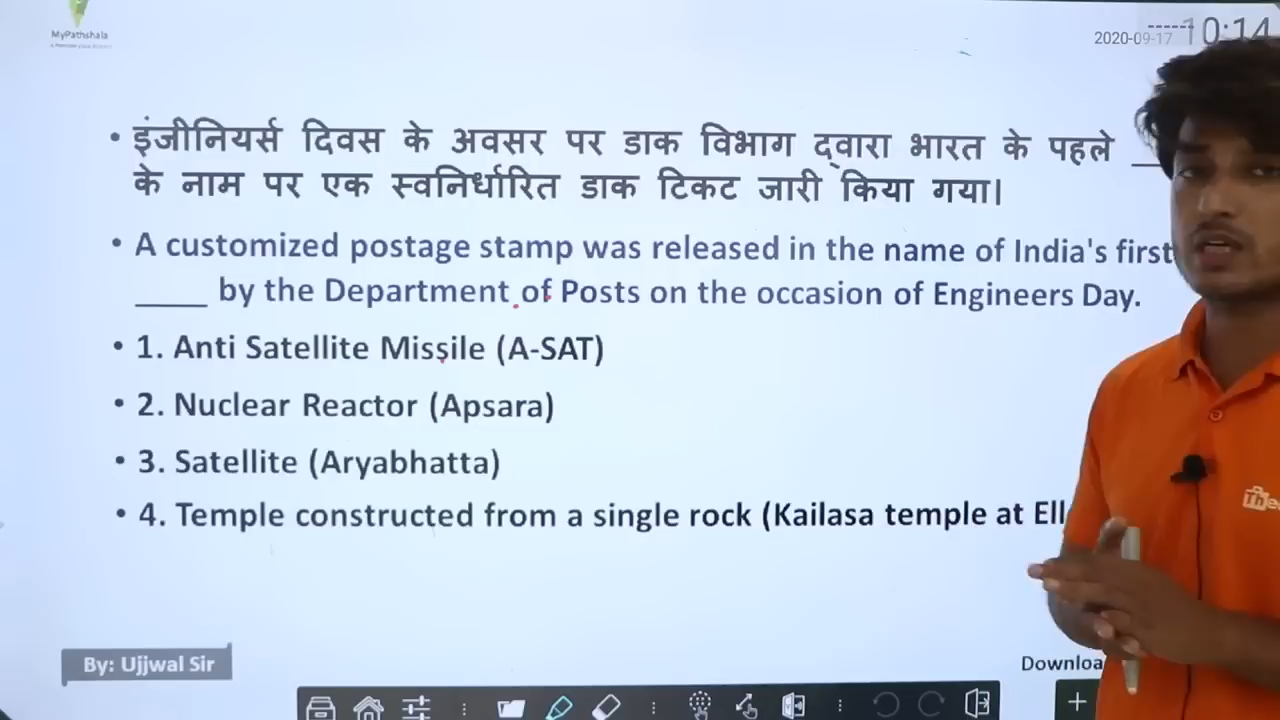 MyPathshala
2020-09-17 10:14
• इंजीनियर्स दिवस के अवसर पर डाक विभाग द्वारा भारत के पहले __
के नाम पर एक स्वनिर्धारित डाक टिकट जारी किया गया।
• A customized postage stamp was released in the name of India's first
____ by the Department of Posts on the occasion of Engineers Day.
• 1. Anti Satellite Missile (A-SAT)
• 2. Nuclear Reactor (Apsara)
• 3. Satellite (Aryabhatta)
• 4. Temple constructed from a single rock (Kailasa temple at Ell
The
By: Ujjwal Sir
Downloa